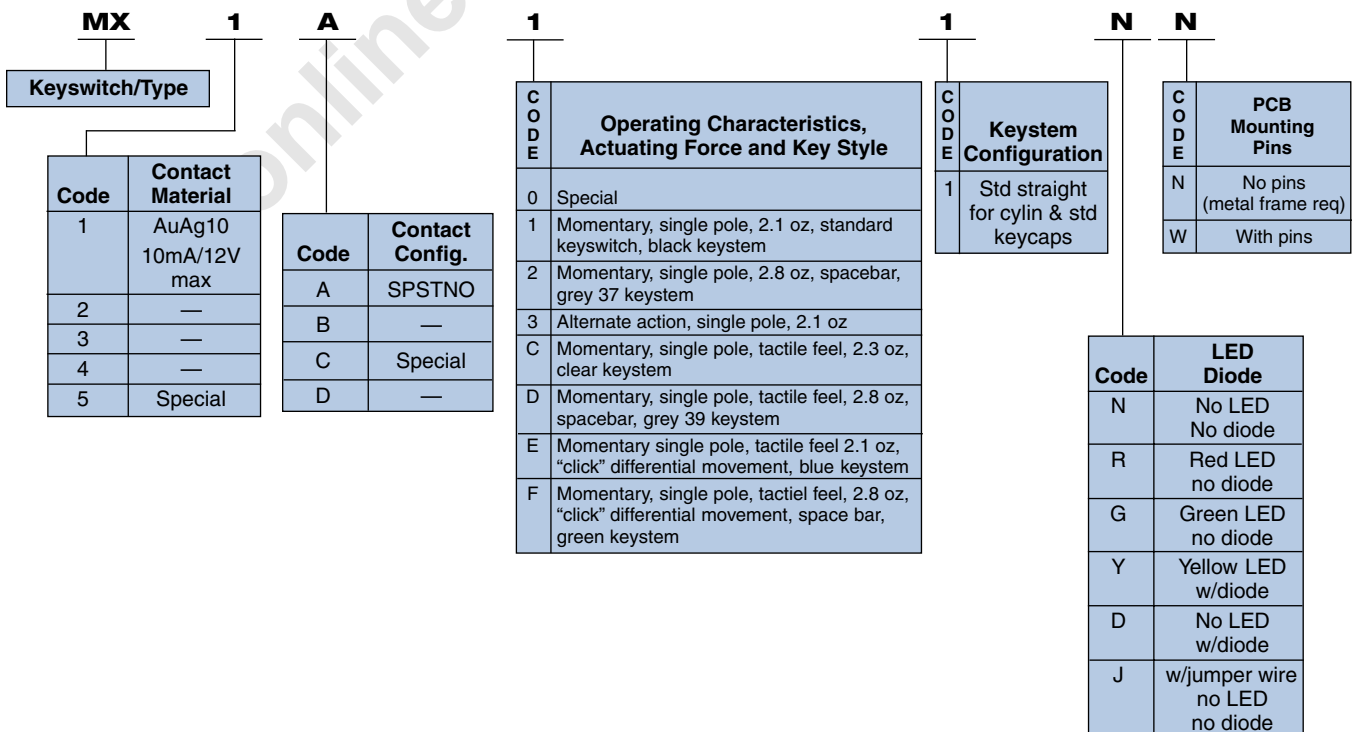 MX 1 A 1 1 N N
Keyswitch/Type
Code Contact Material
1 AuAg10
10mA/12V
max
2 —
3 —
4 —
5 Special
Code Contact Config.
A SPSTNO
B —
C Special
D —
CODE Operating Characteristics,
Actuating Force and Key Style
0 Special
1 Momentary, single pole, 2.1 oz, standard
keyswitch, black keystem
2 Momentary, single pole, 2.8 oz, spacebar,
grey 37 keystem
3 Alternate action, single pole, 2.1 oz
C Momentary, single pole, tactile feel, 2.3 oz,
clear keystem
D Momentary, single pole, tactile feel, 2.8 oz,
spacebar, grey 39 keystem
E Momentary single pole, tactile feel 2.1 oz,
“click” differential movement, blue keystem
F Momentary, single pole, tactiel feel, 2.8 oz,
“click” differential movement, space bar,
green keystem
CODE Keystem
Configuration
1 Std straight
for cylin & std
keycaps
CODE PCB
Mounting
Pins
N No pins
(metal frame req)
W With pins
Code LED
Diode
N No LED
No diode
R Red LED
no diode
G Green LED
no diode
Y Yellow LED
w/diode
D No LED
w/diode
J w/jumper wire
no LED
no diode
online